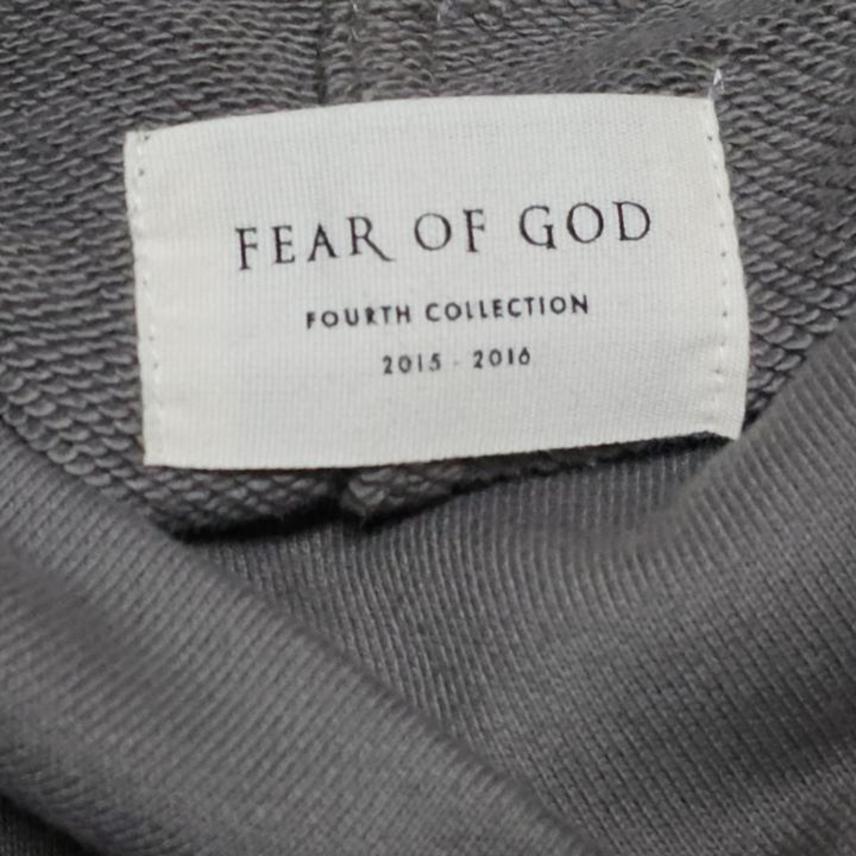 FEAR OF GOD
FOURTH COLLECTION
2015 - 2016